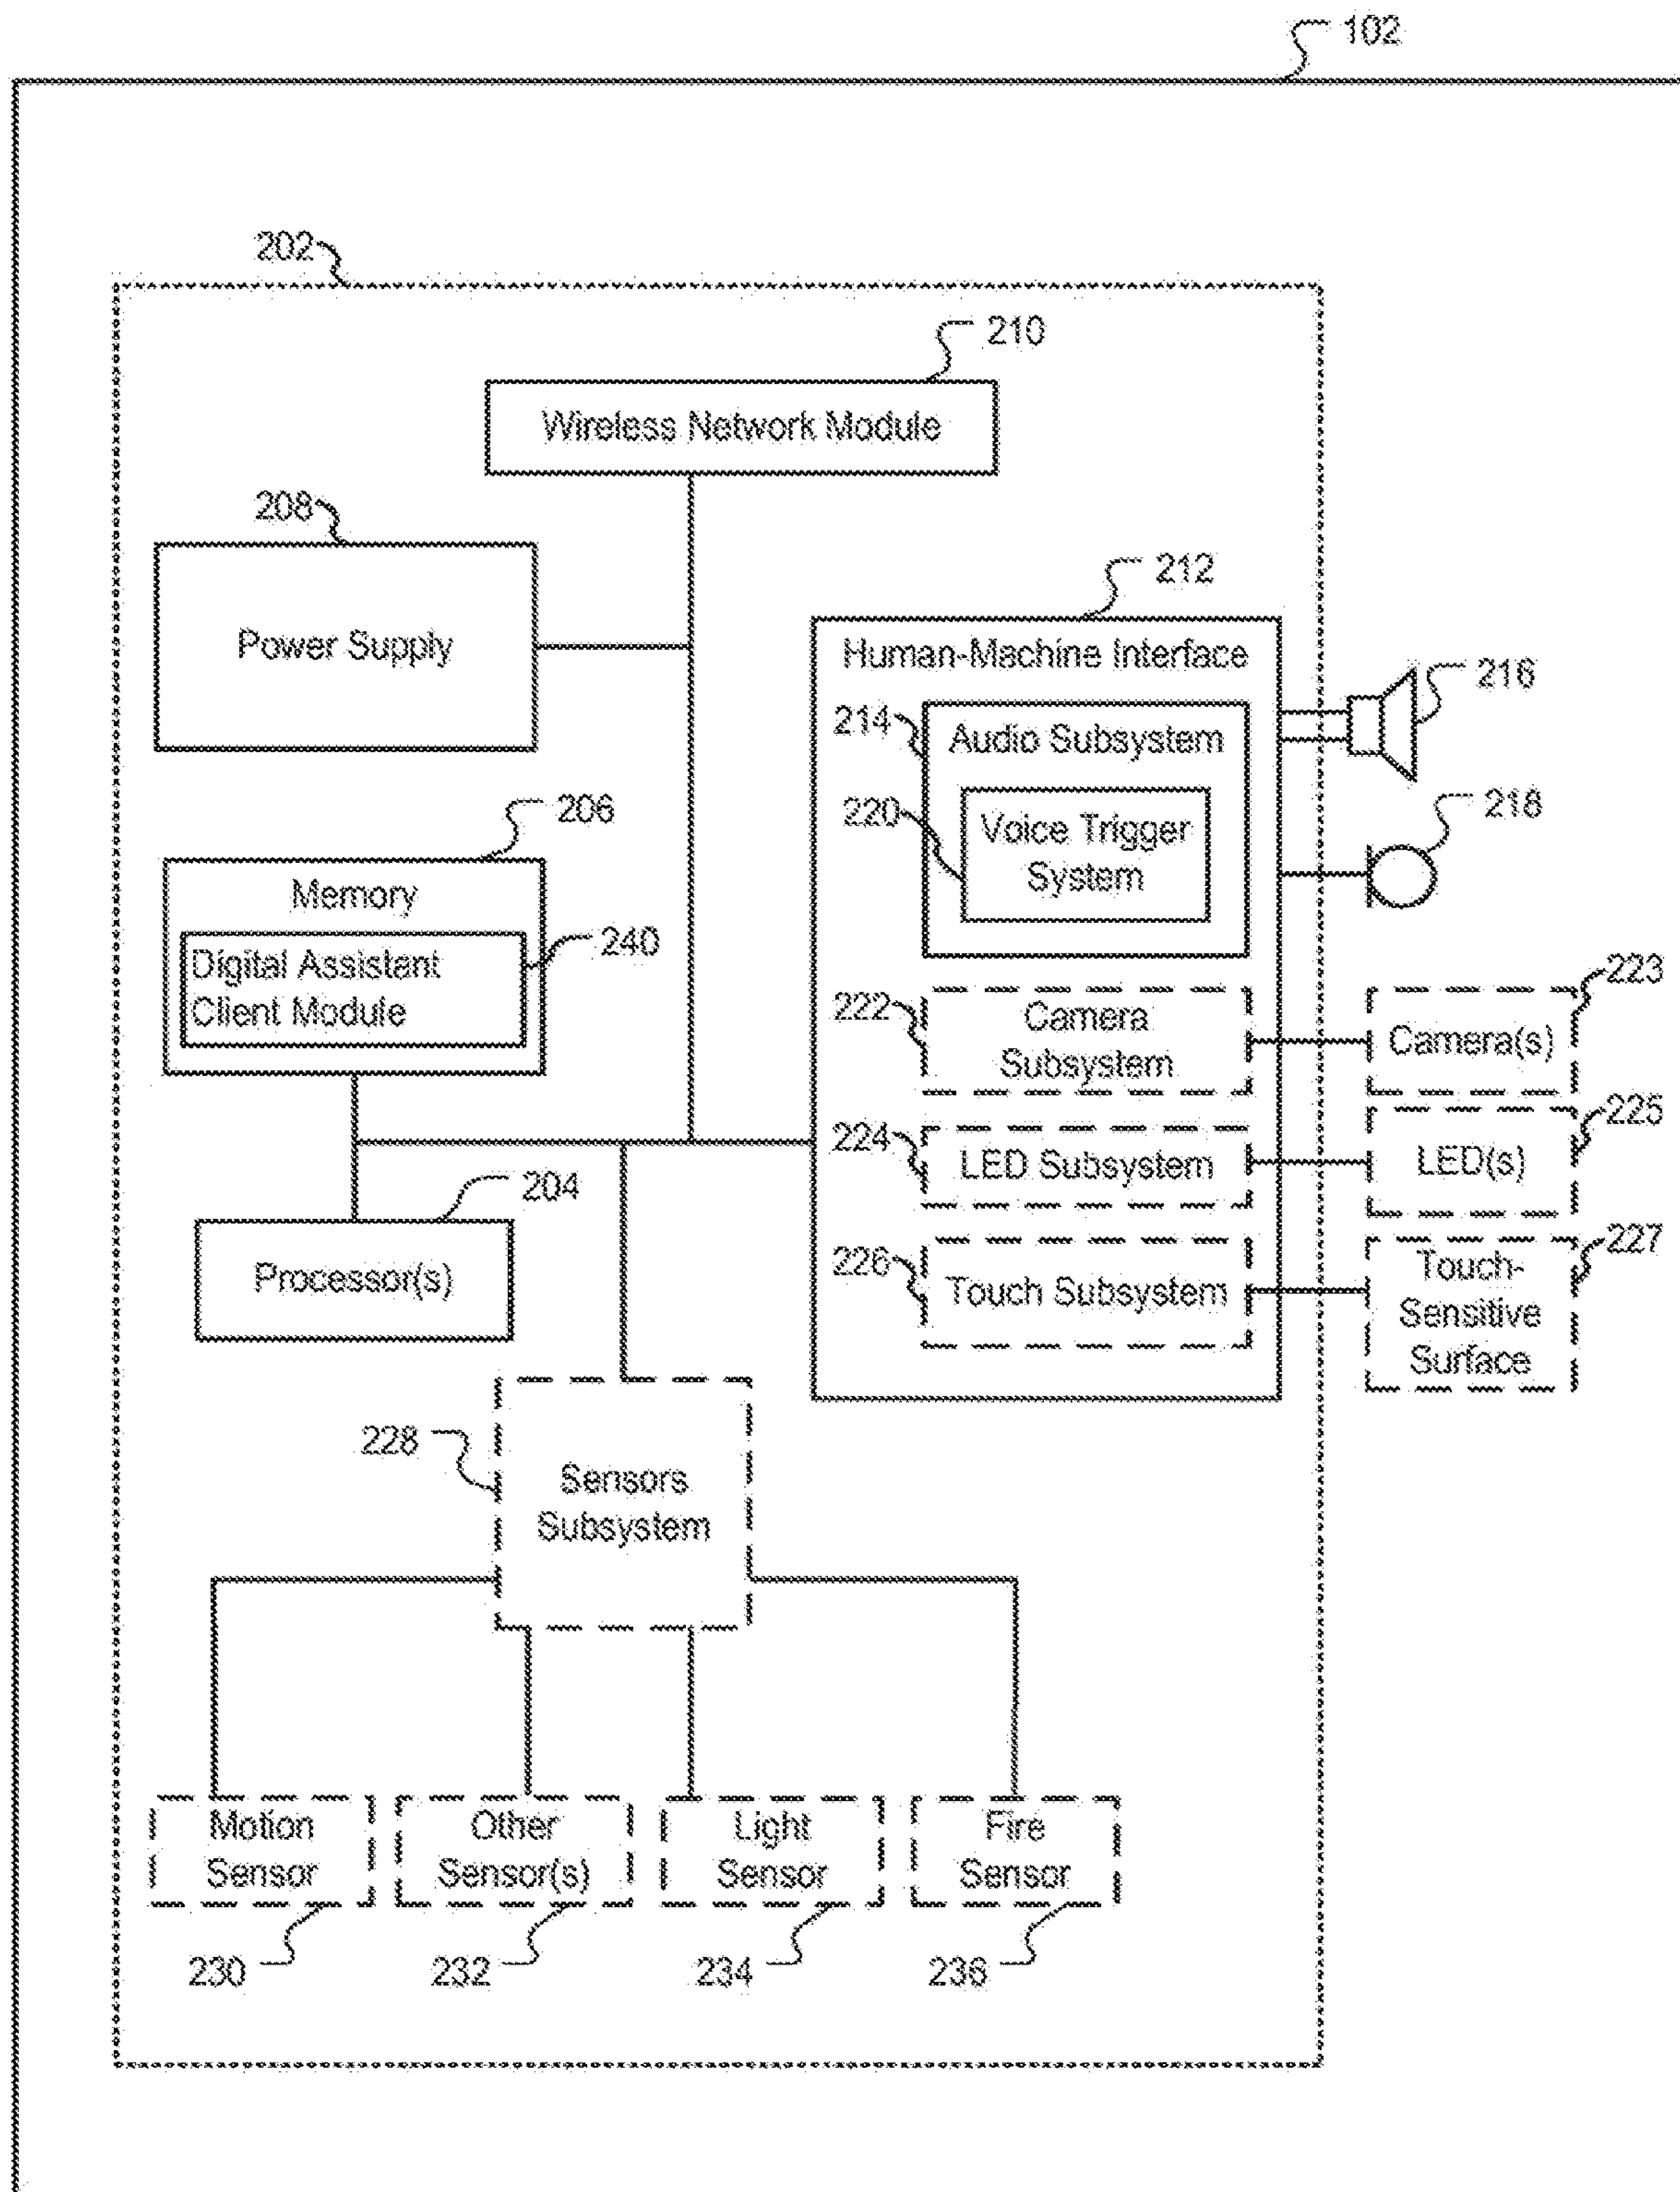 102
202
210
Wireless Network Module
208
Power Supply
212
Human-Machine Interface
216
214
Audio Subsystem
218
220
Voice Trigger
System
206
Memory
240
Digital Assistant
Client Module
223
222
Camera
Subsystem
Camera(s)
225
224
LED Subsystem
LED(s)
204
Processor(s)
227
226
Touch Subsystem
Touch-
Sensitive
Surface
228
Sensors
Subsystem
Motion
Sensor
Other
Sensor(s)
Light
Sensor
Fire
Sensor
230
232
234
236